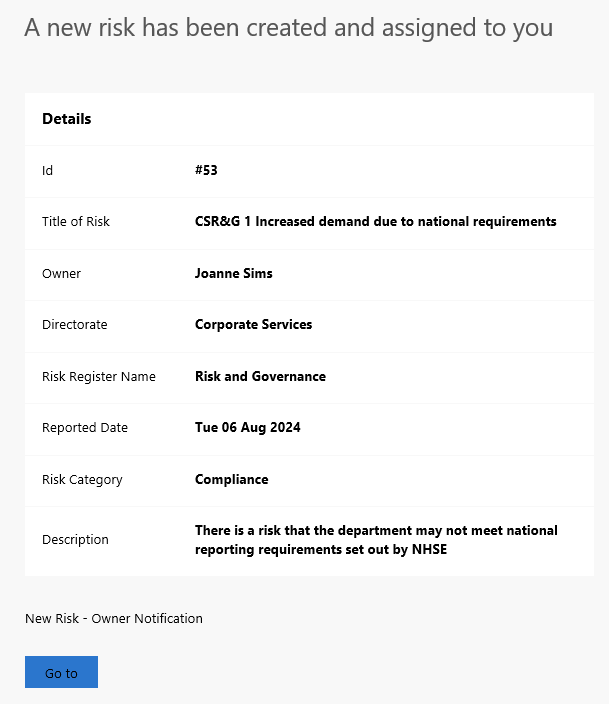 A new risk has been created and assigned to you
Details
Id #53
Title of Risk CSR&G 1 Increased demand due to national requirements
Owner Joanne Sims
Directorate Corporate Services
Risk Register Name Risk and Governance
Reported Date Tue 06 Aug 2024
Risk Category Compliance
Description There is a risk that the department may not meet national
reporting requirements set out by NHSE
New Risk - Owner Notification
Go to